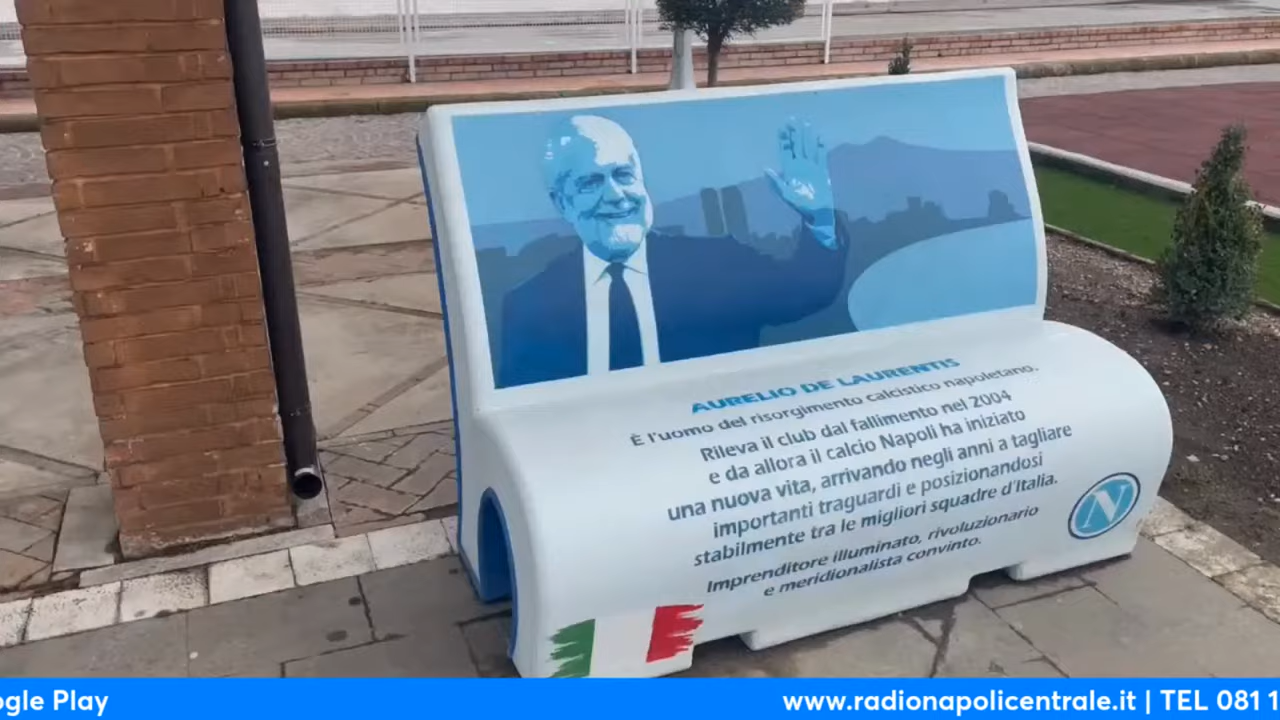 AURELIO DE LAURENTIS
È l'uomo del risorgimento calcistico napoletano.
Rileva il club dal fallimento nel 2004
e da allora il calcio Napoli ha iniziato
una nuova vita, arrivando negli anni a tagliare
importanti traguardi e posizionandosi
stabilmente tra le migliori squadre d'Italia.
Imprenditore illuminato, rivoluzionario
e meridionalista convinto.
N
ogle Play
www.radionapolicentrale.it | TEL 081 1